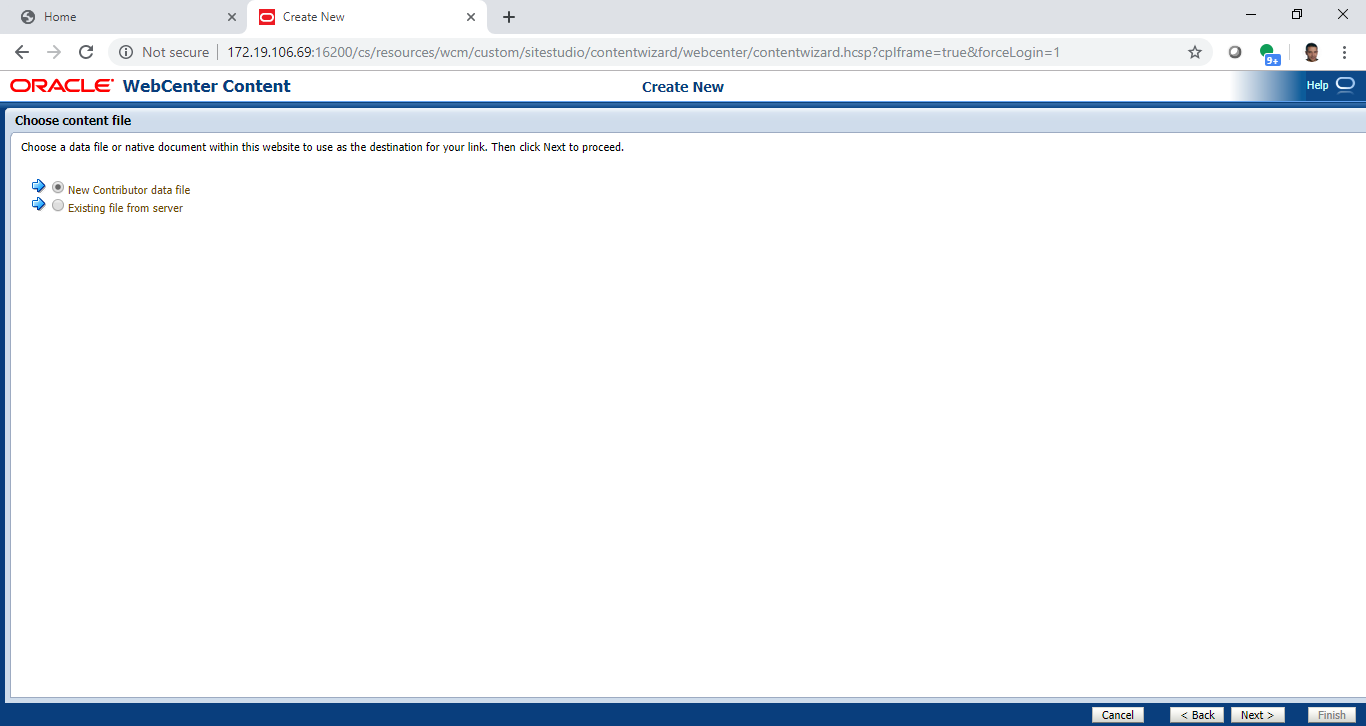 Home
Create New
Not secure
172.19.106.69:16200/cs/resources/wcm/custom/sitestudio/contentwizard/webcenter/contentwizard.hcsp?cpIframe=true&forceLogin=1
9+
ORACLE WebCenter Content
Create New
Help
Choose content file
Choose a data file or native document within this website to use as the destination for your link. Then click Next to proceed.
New Contributor data file
Existing file from server
Cancel
< Back
Next >
Finish